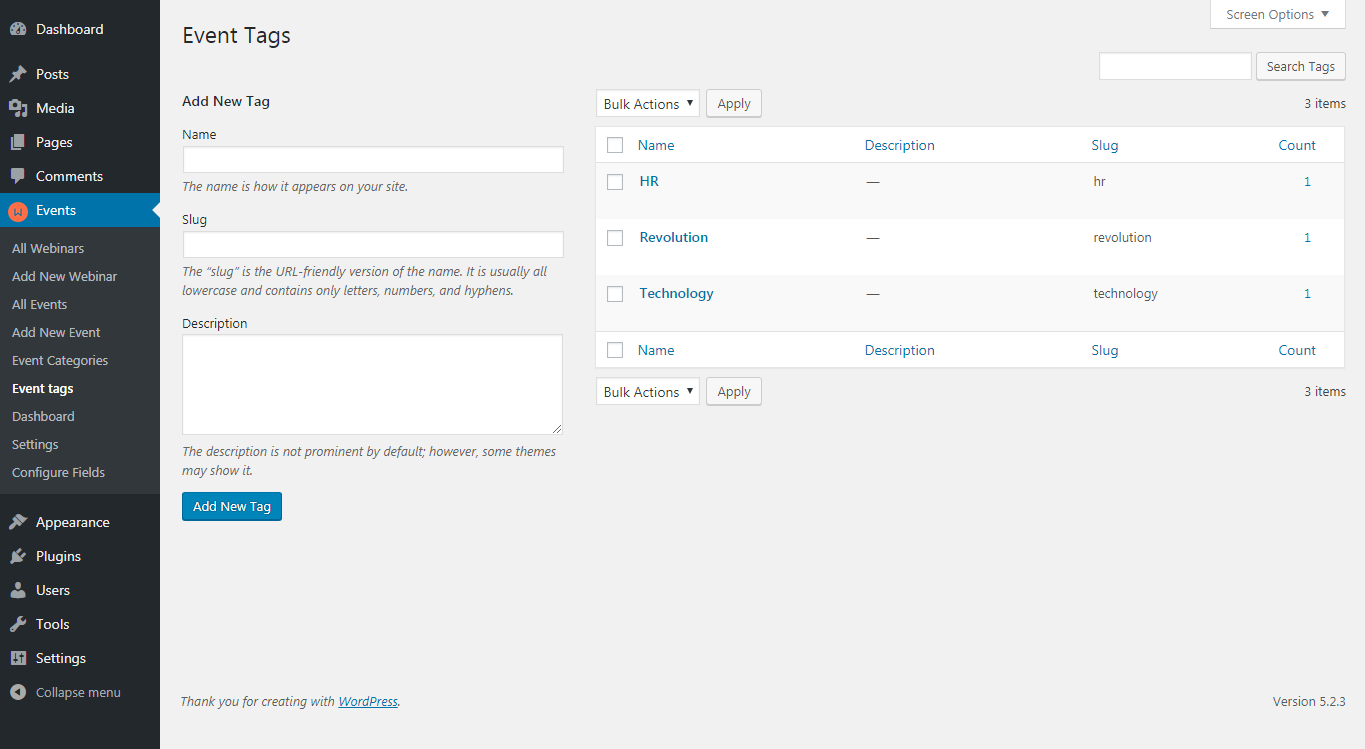 Dashboard
Posts
Media
Pages
Comments
Events
All Webinars
Add New Webinar
All Events
Add New Event
Event Categories
Event tags
Dashboard
Settings
Configure Fields
Appearance
Plugins
Users
Tools
Settings
Collapse menu
Screen Options ▼
Event Tags
Search Tags
Add New Tag
Name
The name is how it appears on your site.
Slug
The “slug” is the URL-friendly version of the name. It is usually all
lowercase and contains only letters, numbers, and hyphens.
Description
The description is not prominent by default; however, some themes
may show it.
Add New Tag
Bulk Actions ▼ Apply 3 items
Name Description Slug Count
HR — hr 1
Revolution — revolution 1
Technology — technology 1
Name Description Slug Count
Bulk Actions ▼ Apply 3 items
Thank you for creating with WordPress. Version 5.2.3